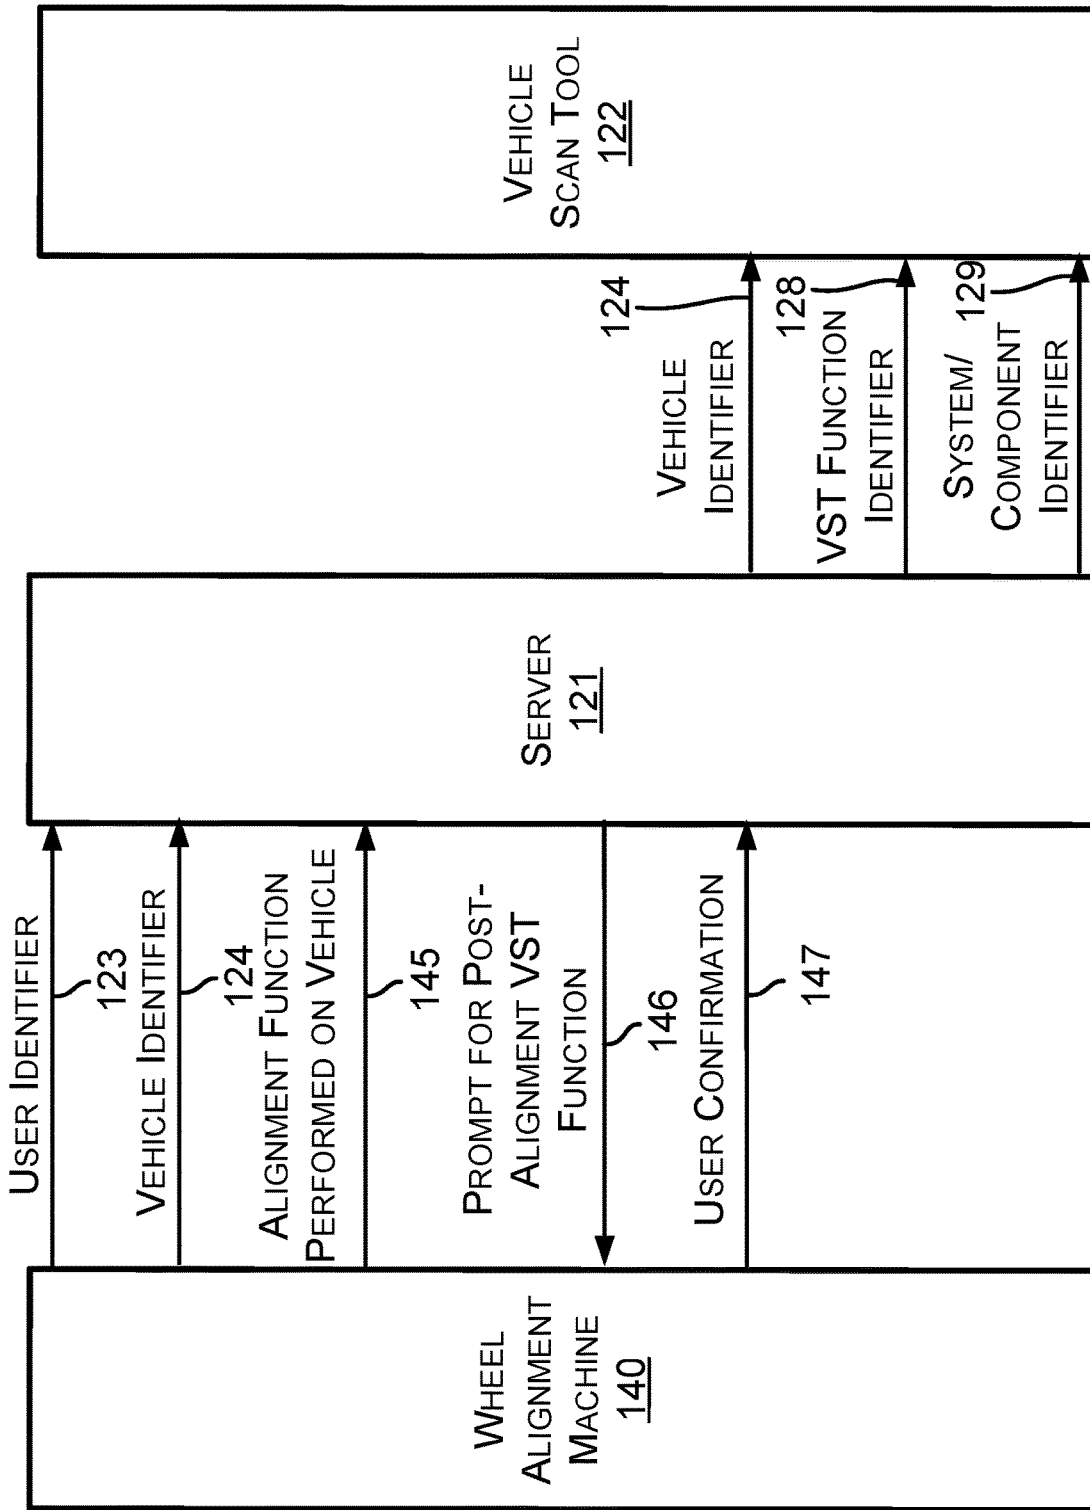 WHEEL
ALIGNMENT
MACHINE
140
USER IDENTIFIER
123
VEHICLE IDENTIFIER
124
ALIGNMENT FUNCTION
PERFORMED ON VEHICLE
145
PROMPT FOR POST-
ALIGNMENT VST
FUNCTION
146
USER CONFIRMATION
147
SERVER
121
VEHICLE
IDENTIFIER
124
VST FUNCTION
IDENTIFIER
128
SYSTEM/
COMPONENT
IDENTIFIER
129
VEHICLE
SCAN TOOL
122